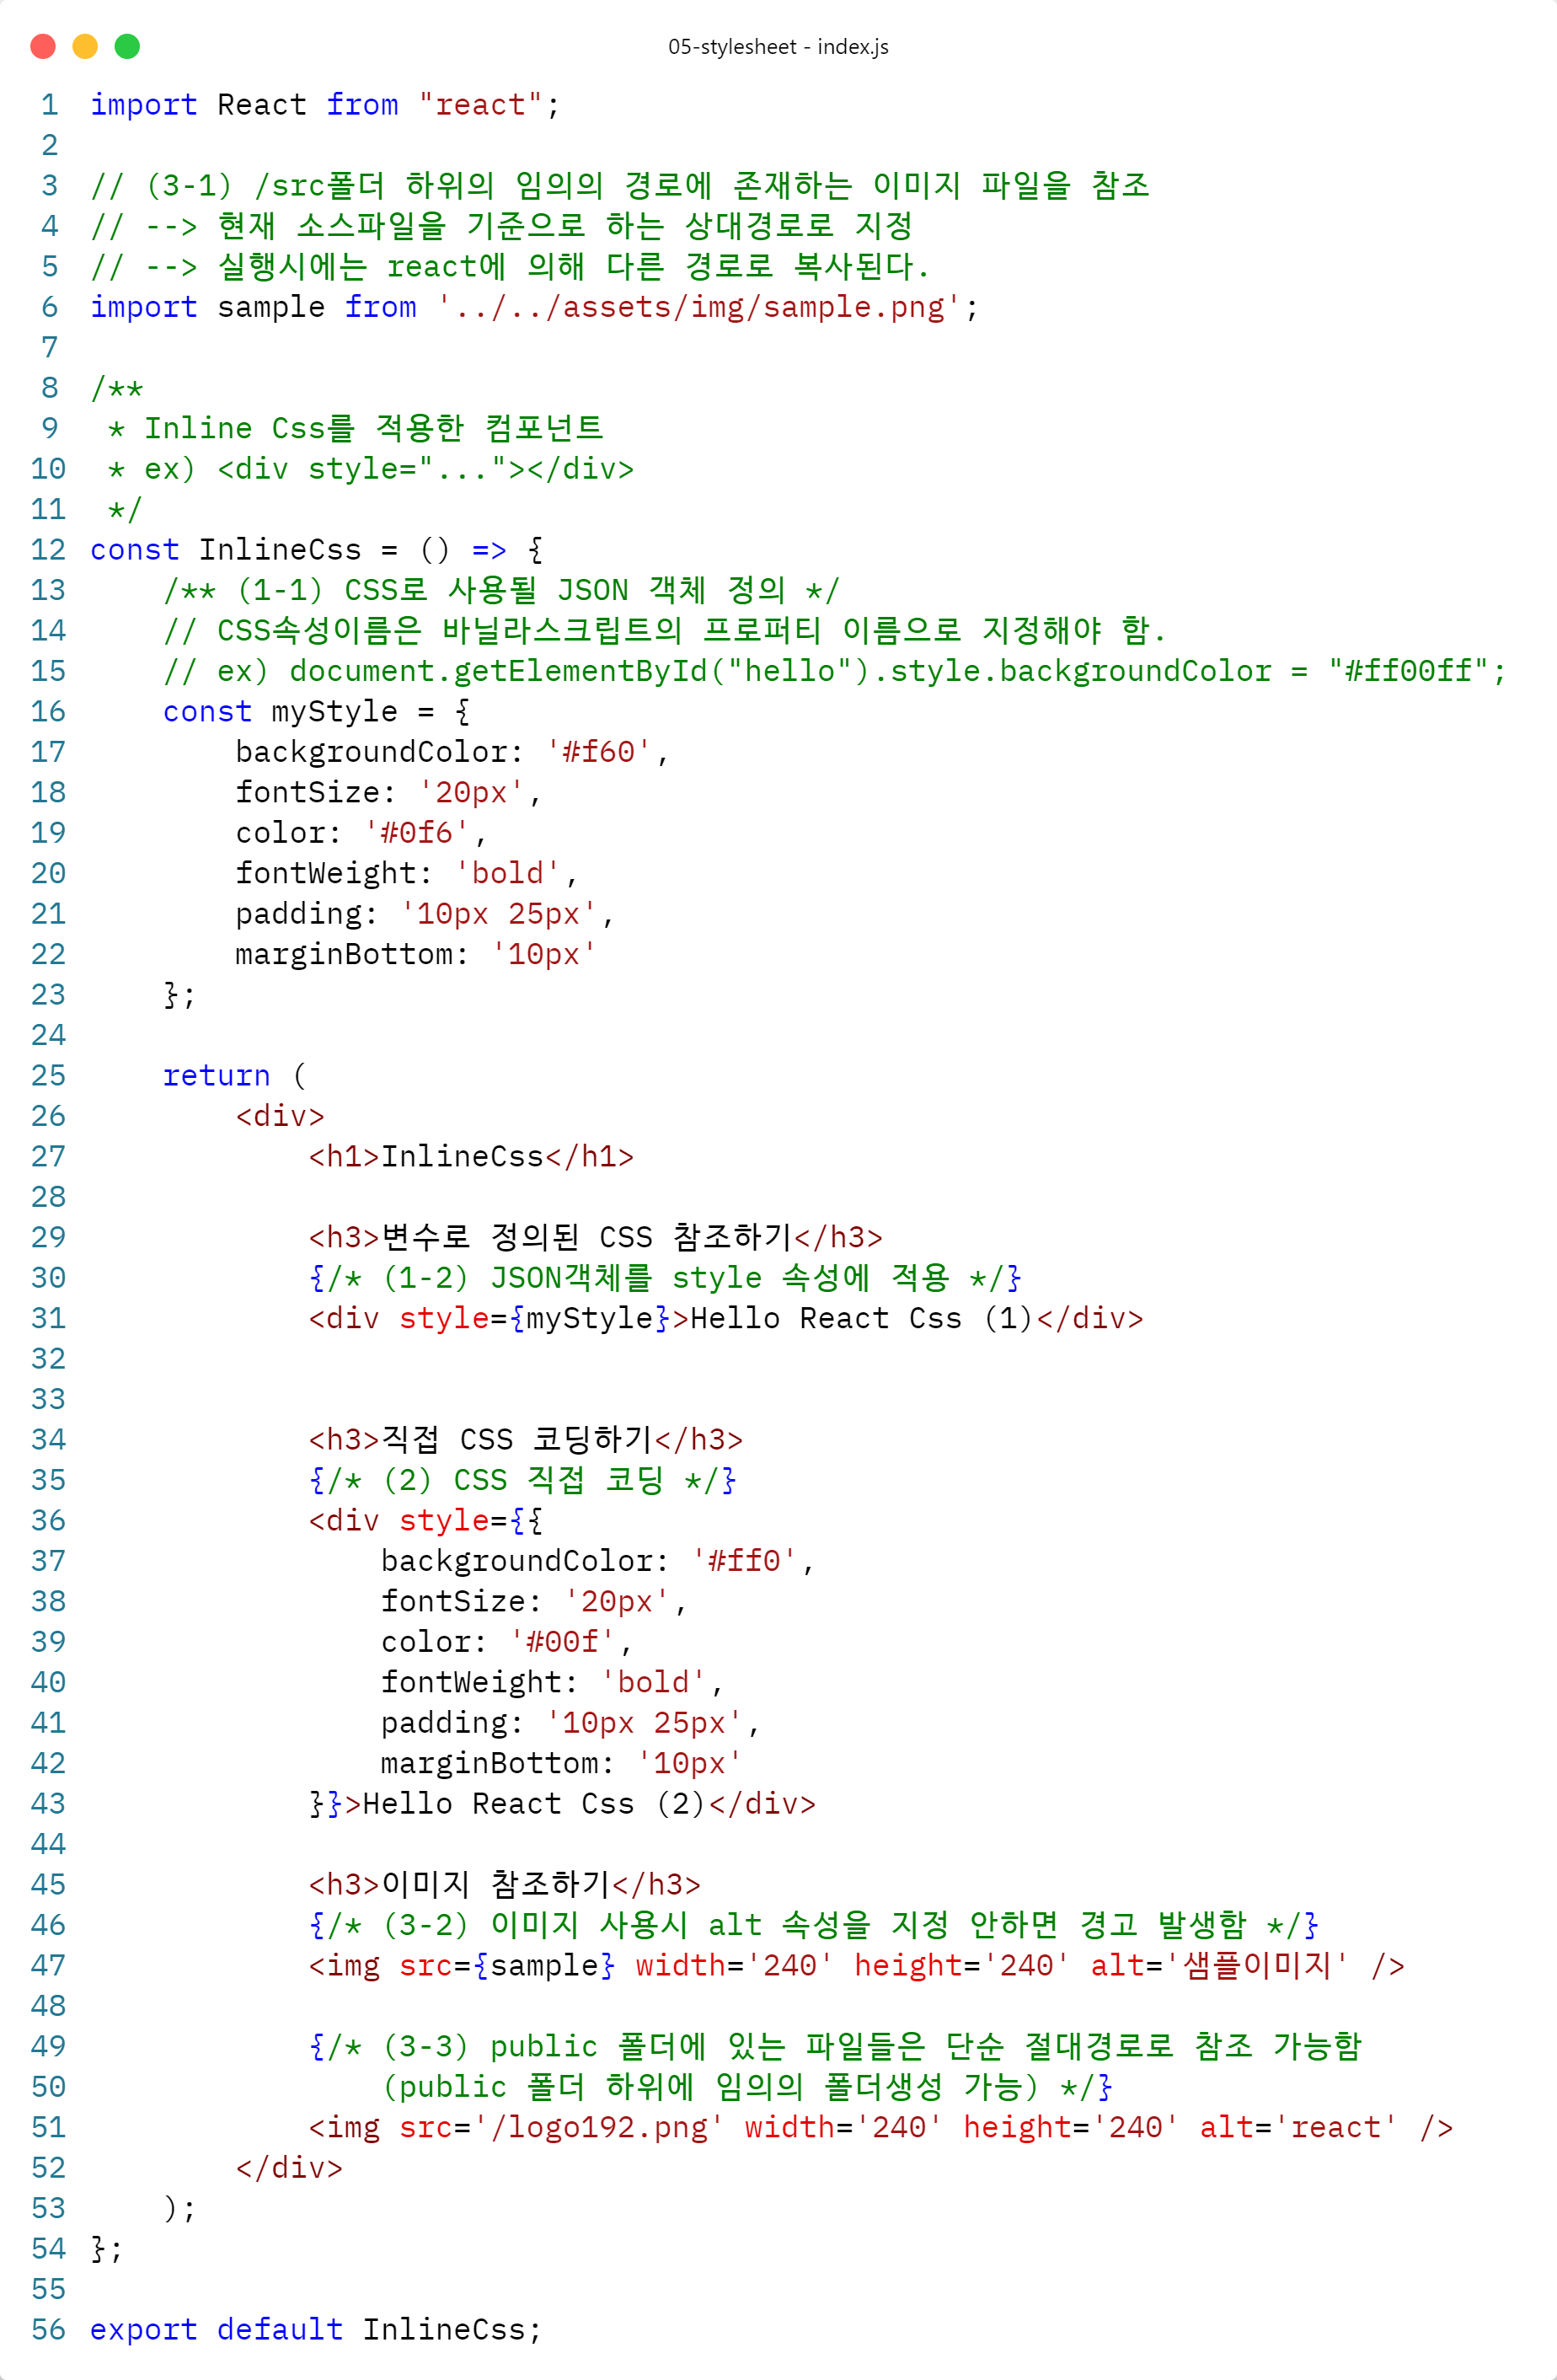 05-stylesheet - index.js
1 import React from "react";
2
3 // (3-1) /src폴더 하위의 임의의 경로에 존재하는 이미지 파일을 참조
4 // --> 현재 소스파일을 기준으로 하는 상대경로로 지정
5 // --> 실행시에는 react에 의해 다른 경로로 복사된다.
6 import sample from '../../assets/img/sample.png';
7
8 /**
9  * Inline Css를 적용한 컴포넌트
10  * ex) <div style="..."></div>
11  */
12 const InlineCss = () => {
13     /** (1-1) CSS로 사용될 JSON 객체 정의 */
14     // CSS속성이름은 바닐라스크립트의 프로퍼티 이름으로 지정해야 함.
15     // ex) document.getElementById("hello").style.backgroundColor = "#ff00ff";
16     const myStyle = {
17         backgroundColor: '#f60',
18         fontSize: '20px',
19         color: '#0f6',
20         fontWeight: 'bold',
21         padding: '10px 25px',
22         marginBottom: '10px'
23     };
24
25     return (
26         <div>
27             <h1>InlineCss</h1>
28
29             <h3>변수로 정의된 CSS 참조하기</h3>
30             {/* (1-2) JSON객체를 style 속성에 적용 */}
31             <div style={myStyle}>Hello React Css (1)</div>
32
33
34             <h3>직접 CSS 코딩하기</h3>
35             {/* (2) CSS 직접 코딩 */}
36             <div style={{
37                 backgroundColor: '#ff0',
38                 fontSize: '20px',
39                 color: '#00f',
40                 fontWeight: 'bold',
41                 padding: '10px 25px',
42                 marginBottom: '10px'
43             }}>Hello React Css (2)</div>
44
45             <h3>이미지 참조하기</h3>
46             {/* (3-2) 이미지 사용시 alt 속성을 지정 안하면 경고 발생함 */}
47             <img src={sample} width='240' height='240' alt='샘플이미지' />
48
49             {/* (3-3) public 폴더에 있는 파일들은 단순 절대경로로 참조 가능함
50                 (public 폴더 하위에 임의의 폴더생성 가능) */}
51             <img src='/logo192.png' width='240' height='240' alt='react' />
52         </div>
53     );
54 };
55
56 export default InlineCss;